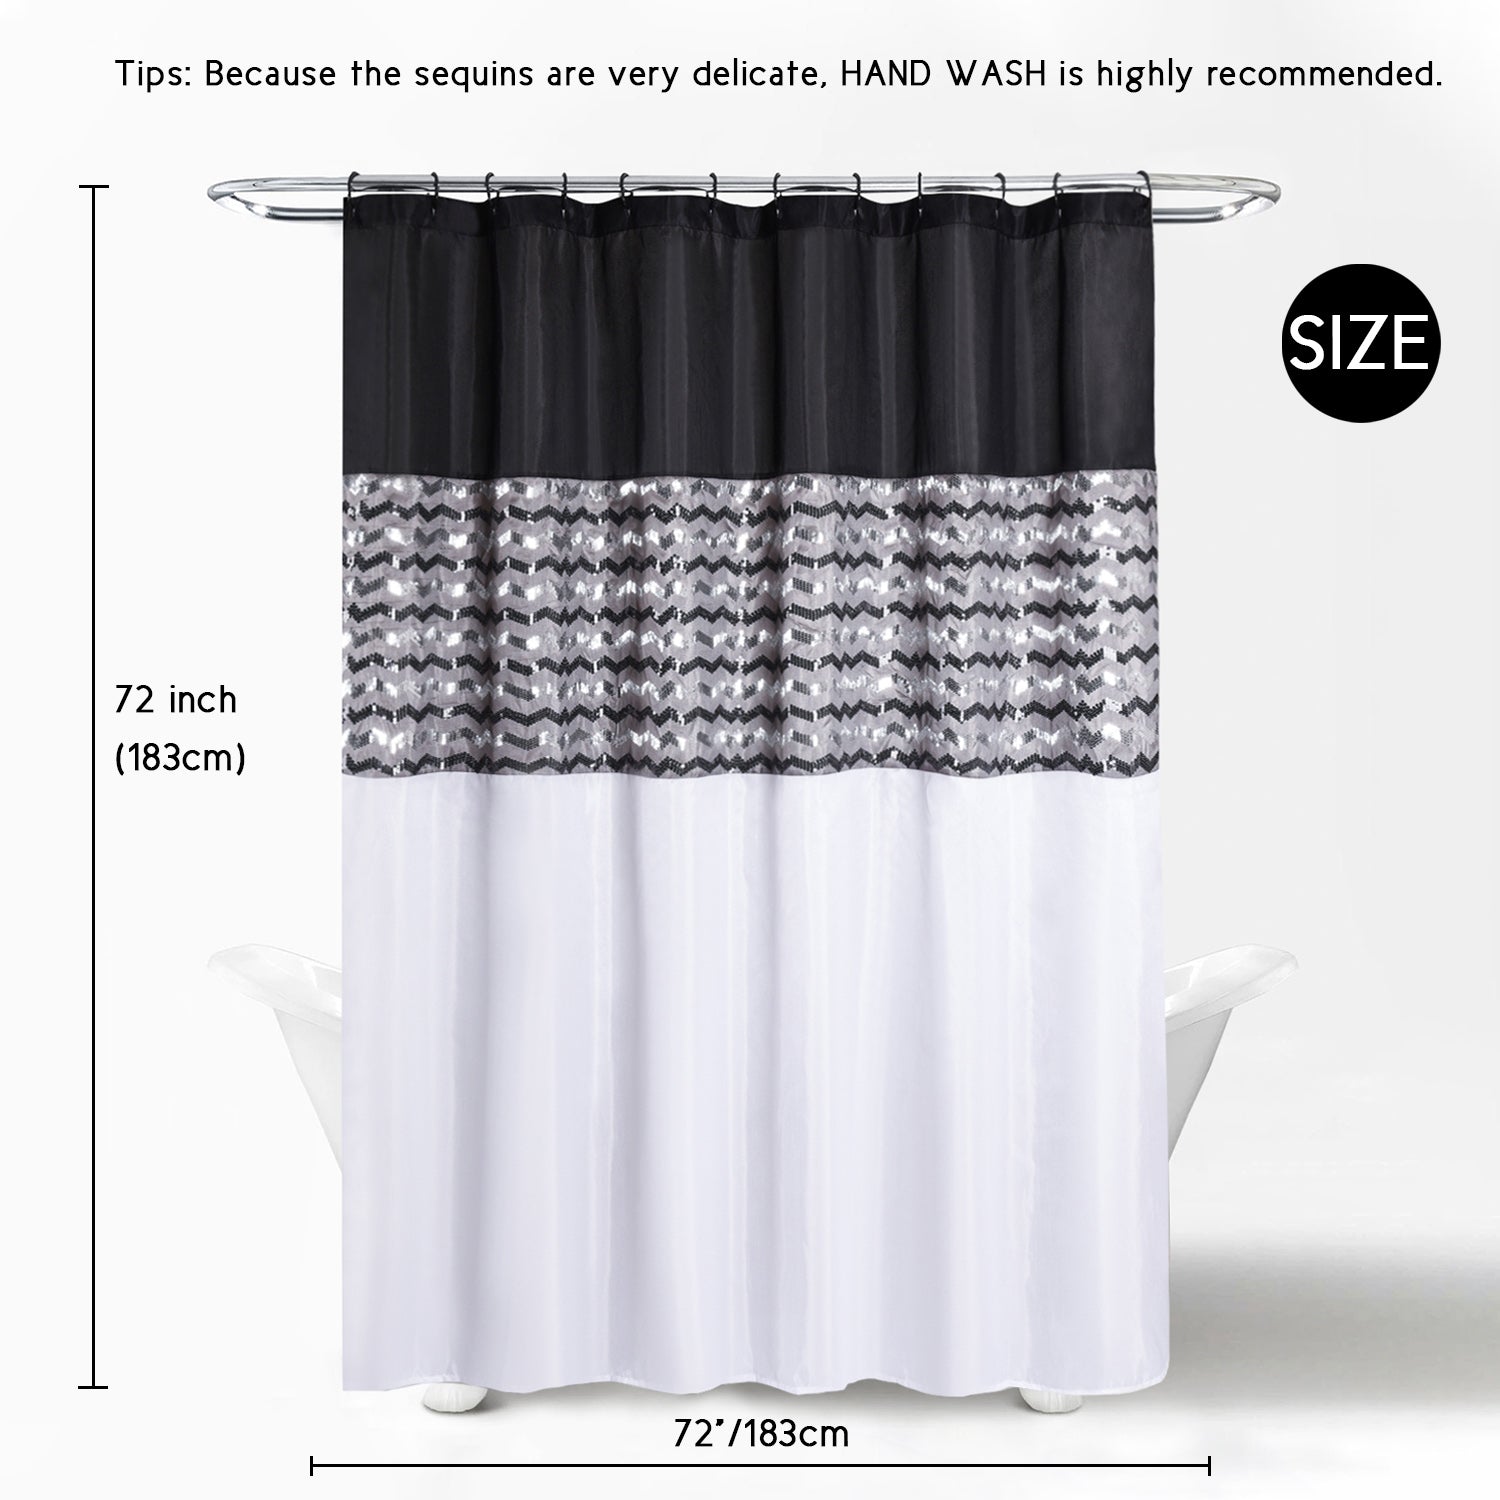 Tips: Because the sequins are very delicate, HAND WASH is highly recommended.
SIZE
72 inch
(183cm)
72"/183cm